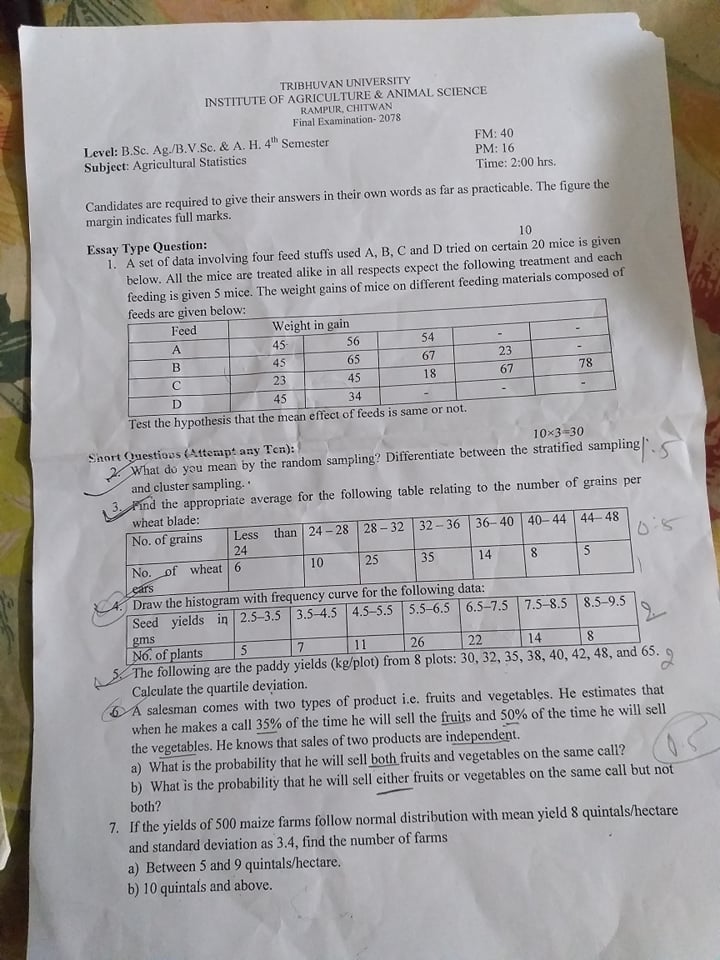 TRIBHUVAN UNIVERSITY
INSTITUTE OF AGRICULTURE & ANIMAL SCIENCE
RAMPUR, CHITWAN
Final Examination- 2078
Level: B.Sc. Ag./B.V.Sc. & A. H. 4th Semester
FM: 40
Subject: Agricultural Statistics
PM: 16
Time: 2:00 hrs.
Candidates are required to give their answers in their own words as far as practicable. The figure the
margin indicates full marks.
Essay Type Question: 10
1. A set of data involving four feed stuffs used A, B, C and D tried on certain 20 mice is given
below. All the mice are treated alike in all respects expect the following treatment and each
feeding is given 5 mice. The weight gains of mice on different feeding materials composed of
feeds are given below:
Feed Weight in gain
A 45 56 54 - -
B 45 65 67 23 -
C 23 45 18 67 78
D 45 34 - - -
Test the hypothesis that the mean effect of feeds is same or not.
Short Questions (Attempt any Ten): 10×3=30
2. What do you mean by the random sampling? Differentiate between the stratified sampling
and cluster sampling.
1.5
3. Find the appropriate average for the following table relating to the number of grains per
wheat blade:
No. of grains Less than 24 24 – 28 28 – 32 32 – 36 36– 40 40– 44 44– 48
0.5
No. of wheat ears 6 10 25 35 14 8 5
4. Draw the histogram with frequency curve for the following data:
Seed yields in gms 2.5–3.5 3.5–4.5 4.5–5.5 5.5–6.5 6.5–7.5 7.5–8.5 8.5–9.5
2
No. of plants 5 7 11 26 22 14 8
5. The following are the paddy yields (kg/plot) from 8 plots: 30, 32, 35, 38, 40, 42, 48, and 65.
2
Calculate the quartile deviation.
6. A salesman comes with two types of product i.e. fruits and vegetables. He estimates that
when he makes a call 35% of the time he will sell the fruits and 50% of the time he will sell
the vegetables. He knows that sales of two products are independent.
a) What is the probability that he will sell both fruits and vegetables on the same call?
0.5
b) What is the probability that he will sell either fruits or vegetables on the same call but not
both?
7. If the yields of 500 maize farms follow normal distribution with mean yield 8 quintals/hectare
and standard deviation as 3.4, find the number of farms
a) Between 5 and 9 quintals/hectare.
b) 10 quintals and above.